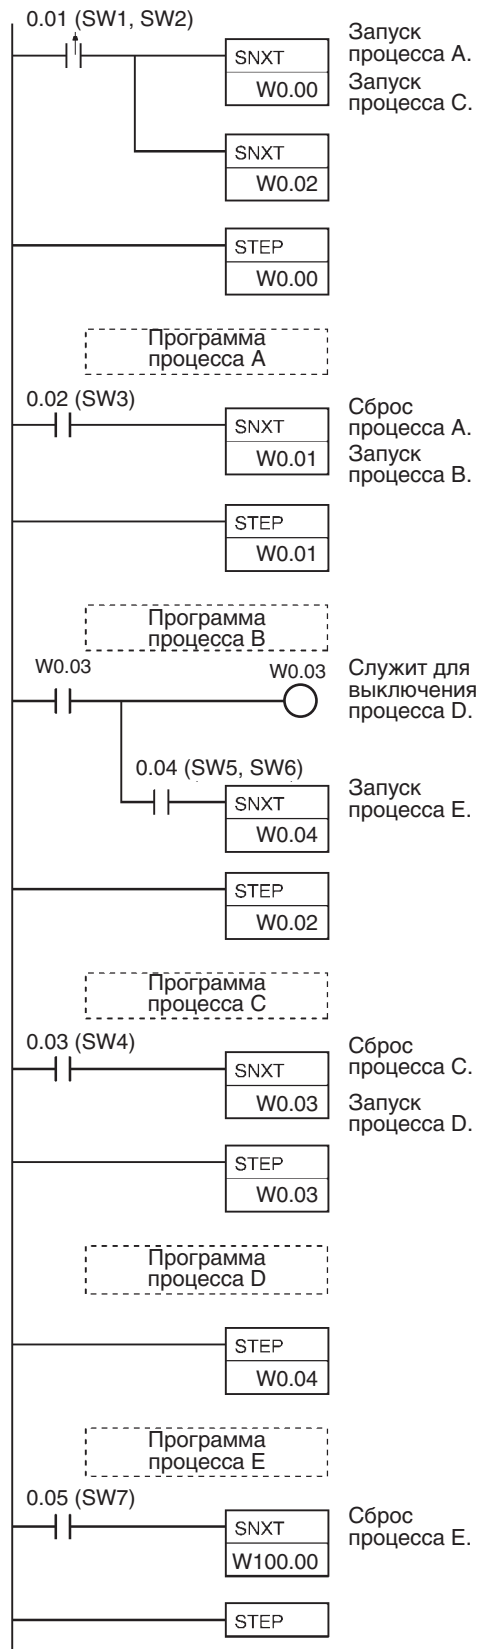 0.01 (SW1, SW2)
SNXT
W0.00
Запуск
процесса A.
Запуск
процесса C.
SNXT
W0.02
STEP
W0.00
Программа
процесса A
0.02 (SW3)
SNXT
W0.01
Сброс
процесса A.
Запуск
процесса B.
STEP
W0.01
Программа
процесса B
W0.03
W0.03
Служит для
выключения
процесса D.
0.04 (SW5, SW6)
SNXT
W0.04
Запуск
процесса E.
STEP
W0.02
Программа
процесса C
0.03 (SW4)
SNXT
W0.03
Сброс
процесса C.
Запуск
процесса D.
STEP
W0.03
Программа
процесса D
STEP
W0.04
Программа
процесса E
0.05 (SW7)
SNXT
W100.00
Сброс
процесса E.
STEP